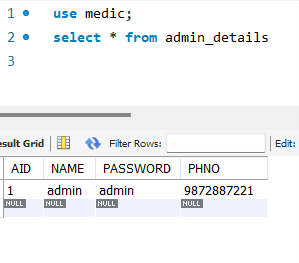 1 use medic;
2 select * from admin_details
3
esult Grid Filter Rows: Edit:
AID NAME PASSWORD PHNO
1 admin admin 9872887221
NULL NULL NULL NULL